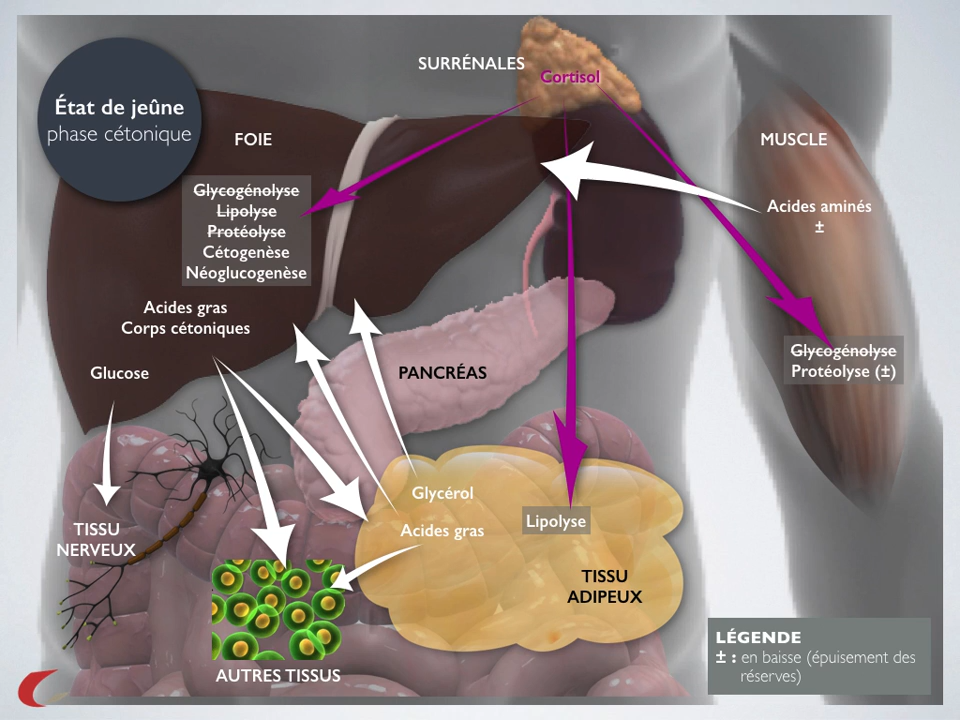 État de jeûne
phase cétonique
SURRÉNALES
Cortisol
FOIE
MUSCLE
Glycogénolyse
Lipolyse
Protéolyse
Cétogenèse
Néoglucogenèse
Acides aminés
±
Acides gras
Corps cétoniques
Glucose
PANCRÉAS
Glycogénolyse
Protéolyse (±)
Glycérol
Acides gras
Lipolyse
TISSU
NERVEUX
TISSU
ADIPEUX
AUTRES TISSUS
LÉGENDE
± : en baisse (épuisement des
réserves)